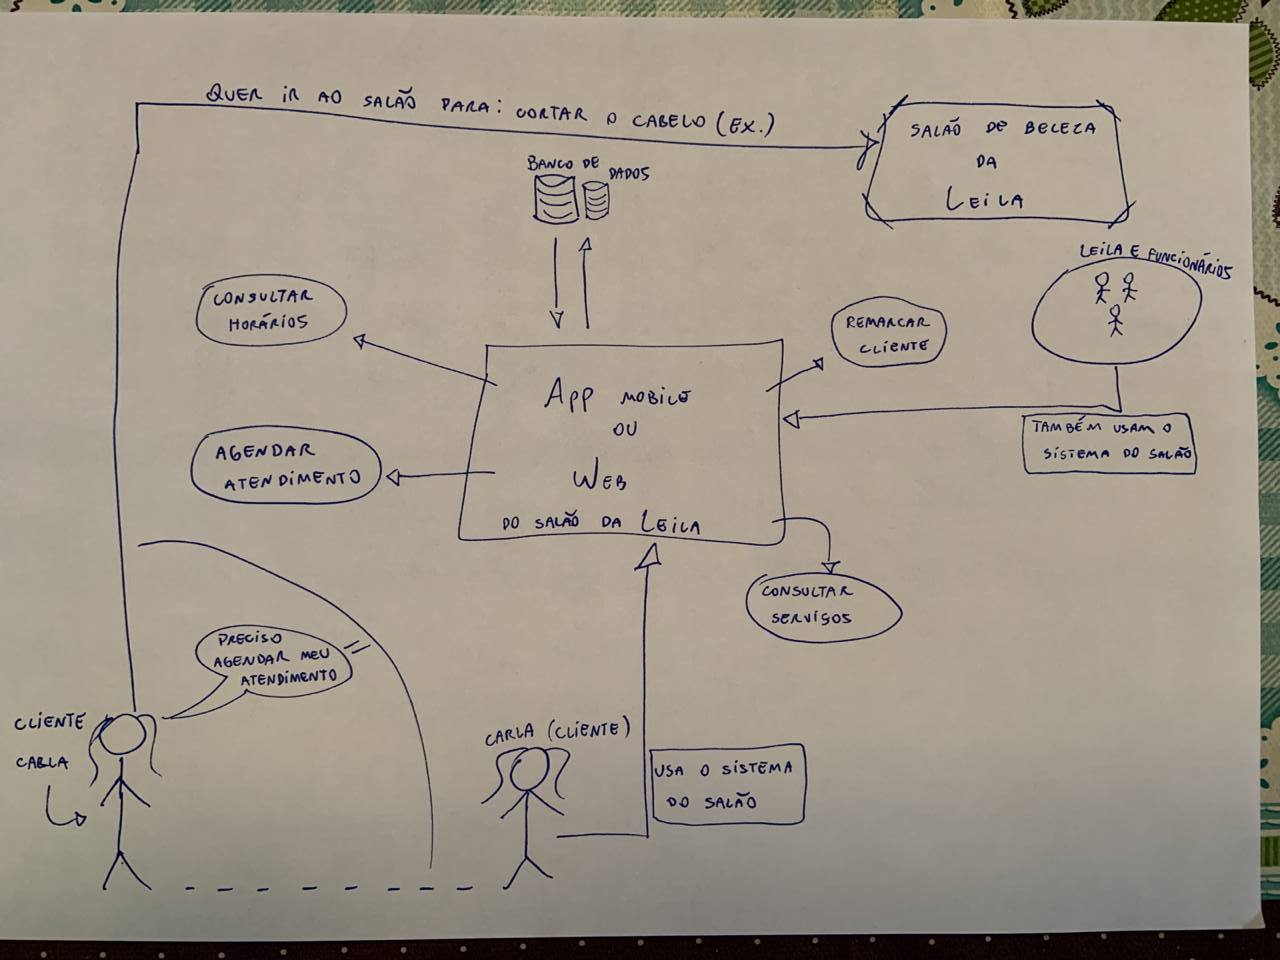 QUER IR AO SALÃO PARA: CORTAR O CABELO (EX.)
SALÃO DE BELEZA
DA
LEILA
BANCO DE
DADOS
LEILA E FUNCIONÁRIOS
CONSULTAR
HORÁRIOS
REMARCAR
CLIENTE
APP MOBILE
OU
WEB
DO SALÃO DA LEILA
TAMBÉM USAM O
SISTEMA DO SALÃO
AGENDAR
ATENDIMENTO
CONSULTAR
SERVIÇOS
PRECISO
AGENDAR MEU
ATENDIMENTO
CLIENTE
CARLA
CARLA (CLIENTE)
USA O SISTEMA
DO SALÃO